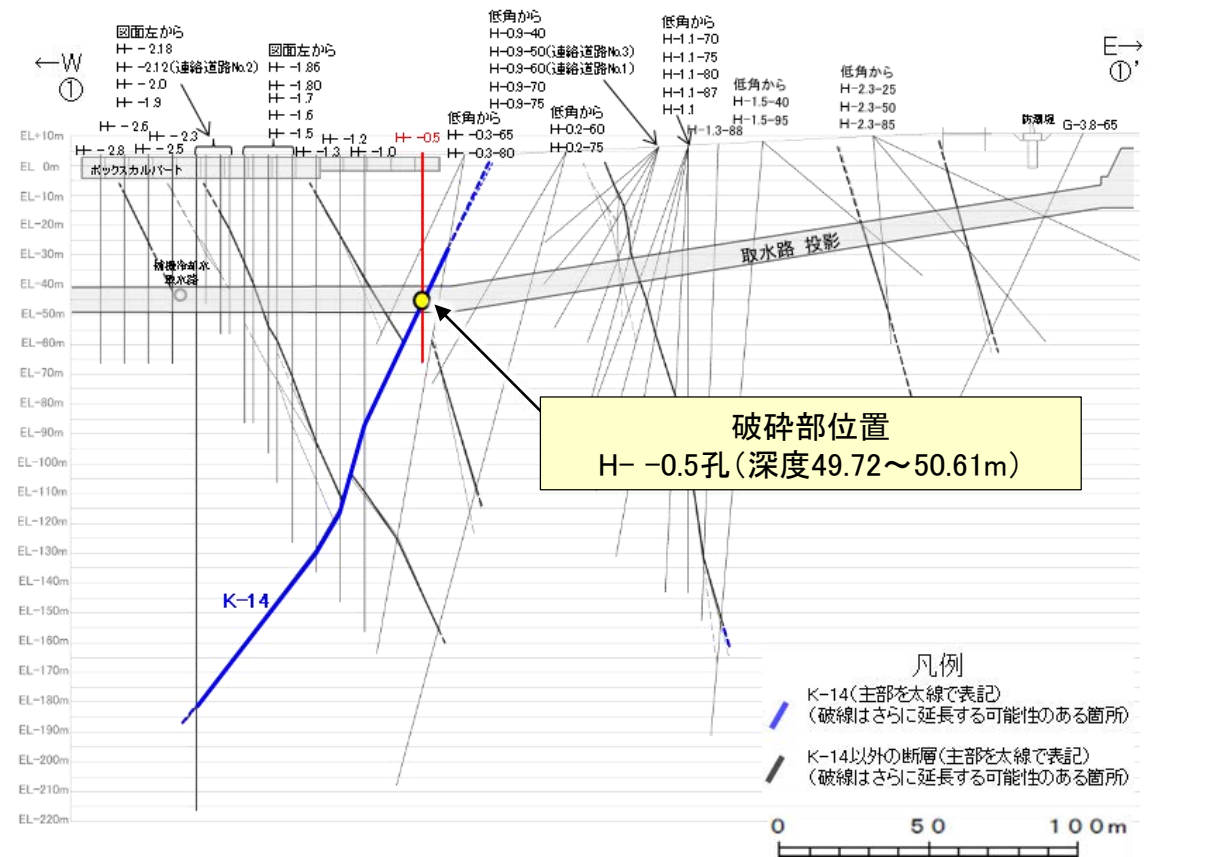 ←W
①
図面左から
H- -2.18
H- -2.12(連絡道路No.2)
H- -2.0
H- -1.9
図面左から
H- -1.86
H- -1.80
H- -1.7
H- -1.6
H- -1.5
低角から
H-0.9-40
H-0.9-50(連絡道路No.3)
H-0.9-60(連絡道路No.1)
H-0.9-70
H-0.9-75
低角から
H-1.1-70
H-1.1-75
H-1.1-80
H-1.1-87
H-1.1
低角から
H-1.5-40
H-1.5-95
低角から
H-2.3-25
H-2.3-50
H-2.3-85
E→
①'
低角から
H- -0.3-65
H- -0.3-80
低角から
H-0.2-60
H-0.2-75
H-1.3-88
防潮堤
G-3.8-65
H- -2.6
H- -2.3
H- -2.8
H- -2.5
H- -1.2
H- -1.3
H- -1.0
H- -0.5
ボックスカルバート
補機冷却水
取水路
取水路 投影
EL+10m
EL 0m
EL-10m
EL-20m
EL-30m
EL-40m
EL-50m
EL-60m
EL-70m
EL-80m
EL-90m
EL-100m
EL-110m
EL-120m
EL-130m
EL-140m
EL-150m
EL-160m
EL-170m
EL-180m
EL-190m
EL-200m
EL-210m
EL-220m
破砕部位置
H- -0.5孔(深度49.72~50.61m)
K-14
凡例
K-14(主部を太線で表記)
(破線はさらに延長する可能性のある箇所)
K-14以外の断層(主部を太線で表記)
(破線はさらに延長する可能性のある箇所)
0 50 100m